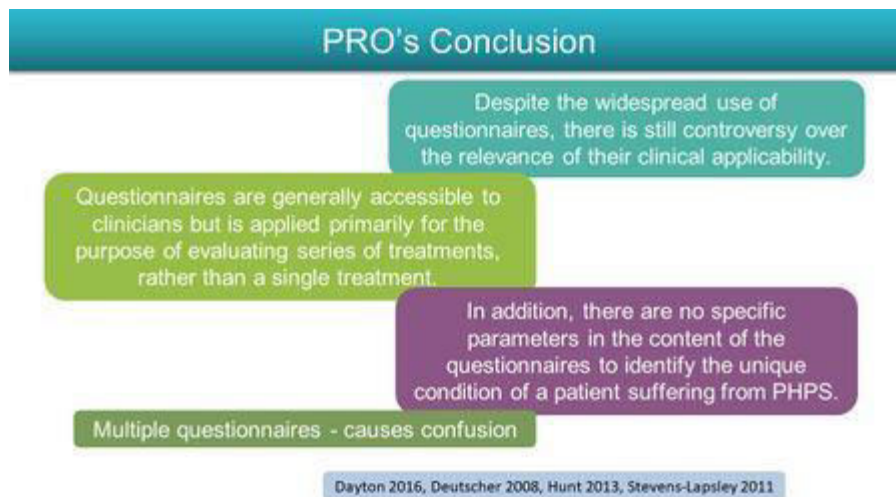 PRO's Conclusion
Despite the widespread use of
questionnaires, there is still controversy over
the relevance of their clinical applicability.
Questionnaires are generally accessible to
clinicians but is applied primarily for the
purpose of evaluating series of treatments,
rather than a single treatment.
In addition, there are no specific
parameters in the content of the
questionnaires to identify the unique
condition of a patient suffering from PHPS.
Multiple questionnaires - causes confusion
Dayton 2016, Deutscher 2008, Hunt 2013, Stevens-Lapsley 2011